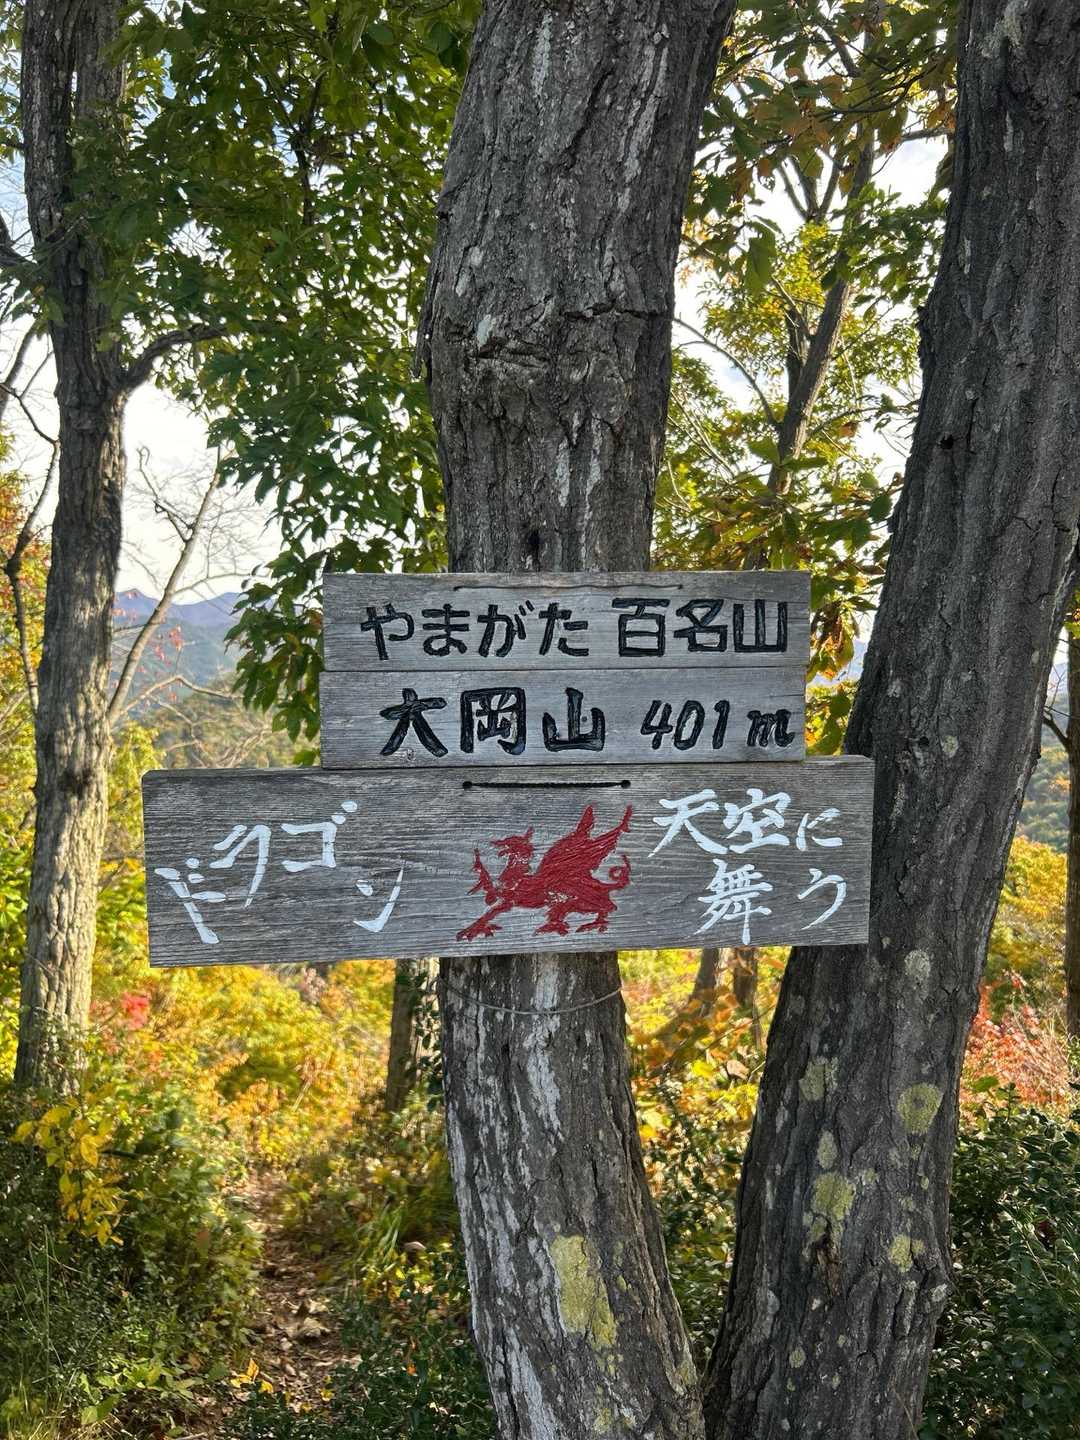 やまがた 百名山
大岡山 401m
ドラゴン
天空に
舞う